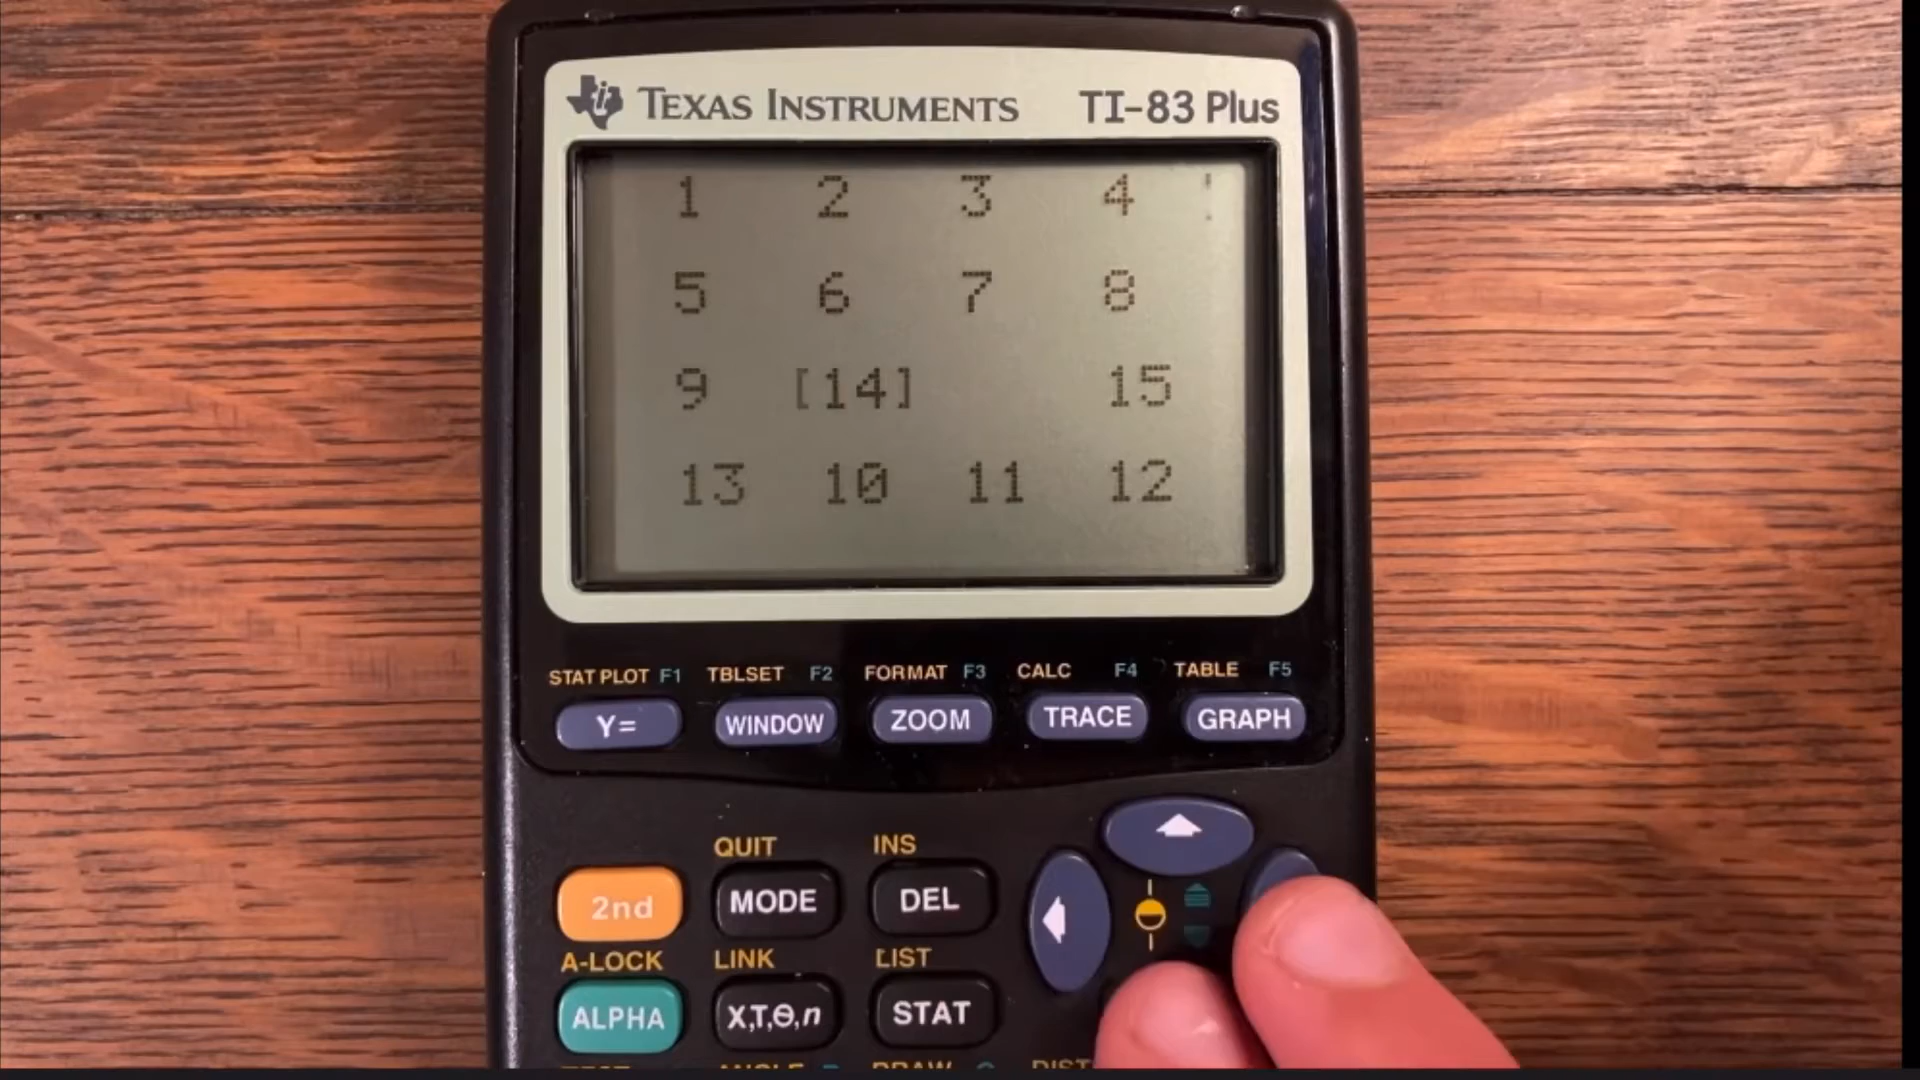 TEXAS INSTRUMENTS TI-83 Plus
1 2 3 4
5 6 7 8
9 [14] 15
13 10 11 12
STAT PLOT F1 TBLSET F2 FORMAT F3 CALC F4 TABLE F5
Y= WINDOW ZOOM TRACE GRAPH
QUIT INS
2nd MODE DEL
A-LOCK LINK LIST
ALPHA X,T,Θ,n STAT